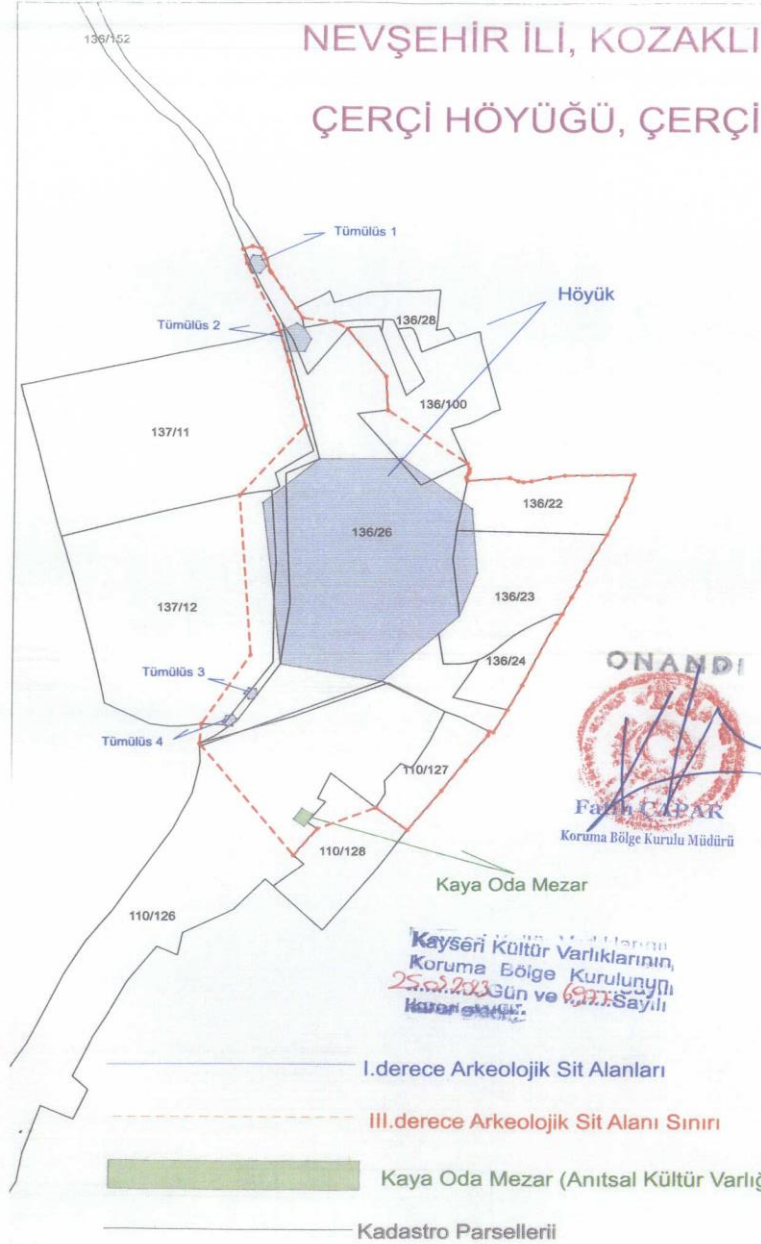 NEVŞEHİR İLİ, KOZAKLI
ÇERÇİ HÖYÜĞÜ, ÇERÇİ
136/152
Tümülüs 1
Höyük
Tümülüs 2
136/28
136/100
137/11
136/22
136/26
136/23
137/12
136/24
Tümülüs 3
ONANDI
Tümülüs 4
110/127
Fatih ÇAPAR
Koruma Bölge Kurulu Müdürü
110/128
Kaya Oda Mezar
110/126
Kayseri Kültür Varlıklarının
Koruma Bölge Kurulunun
Gün ve Sayılı
I.derece Arkeolojik Sit Alanları
III.derece Arkeolojik Sit Alanı Sınırı
Kaya Oda Mezar (Anıtsal Kültür Varlığ
Kadastro Parsellerii